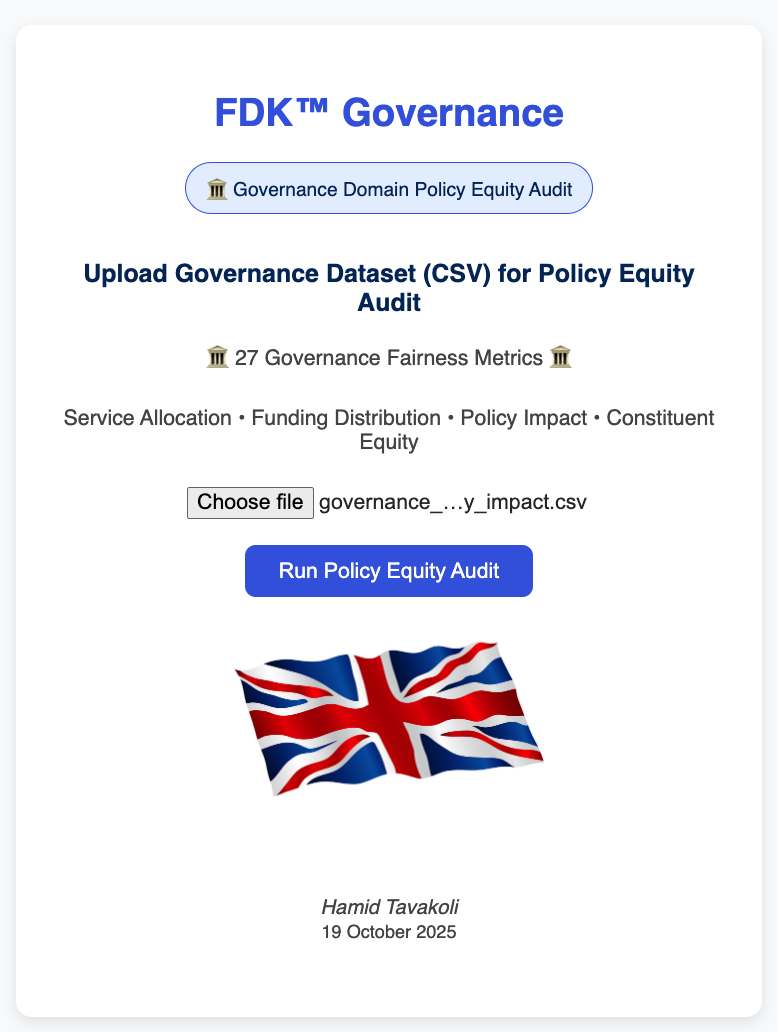 FDK™ Governance
🏛️ Governance Domain Policy Equity Audit
Upload Governance Dataset (CSV) for Policy Equity
Audit
🏛️ 27 Governance Fairness Metrics 🏛️
Service Allocation • Funding Distribution • Policy Impact • Constituent
Equity
Choose file governance_…y_impact.csv
Run Policy Equity Audit
Hamid Tavakoli
19 October 2025